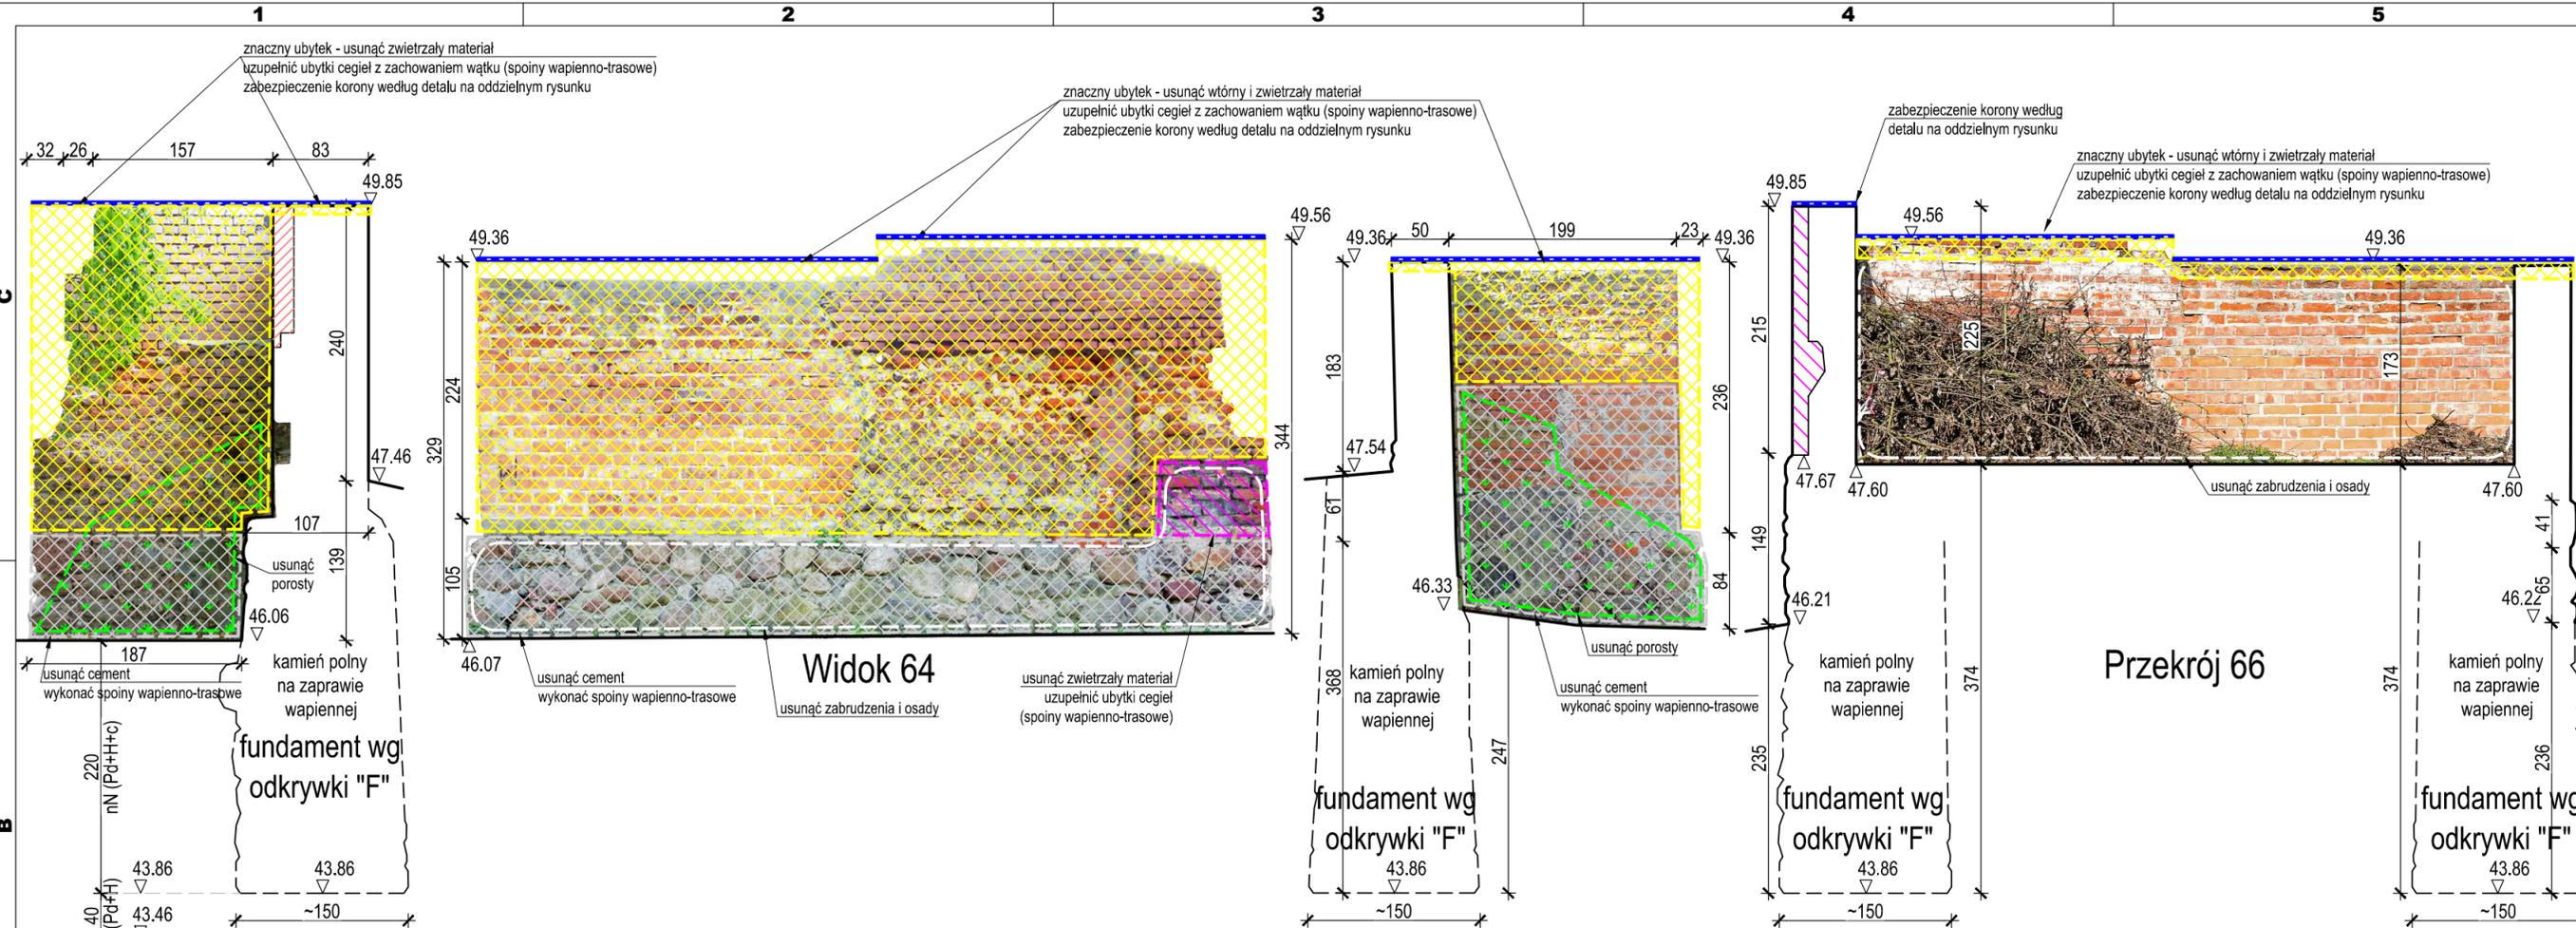 1
2
3
4
5
C
B
znaczny ubytek - usunąć zwietrzały materiał
uzupełnić ubytki cegieł z zachowaniem wątku (spoiny wapienno-trasowe)
zabezpieczenie korony według detalu na oddzielnym rysunku
32
26
157
83
49.85
240
47.46
107
139
usunąć
porosty
46.06
187
usunąć cement
wykonać spoiny wapienno-trasowe
kamień polny
na zaprawie
wapiennej
fundament wg
odkrywki "F"
220
nN (Pd+H+c)
43.86
43.86
40
(Pd+H)
43.46
~150
znaczny ubytek - usunąć wtórny i zwietrzały materiał
uzupełnić ubytki cegieł z zachowaniem wątku (spoiny wapienno-trasowe)
zabezpieczenie korony według detalu na oddzielnym rysunku
49.36
49.56
224
329
105
344
46.07
usunąć cement
wykonać spoiny wapienno-trasowe
Widok 64
usunąć zabrudzenia i osady
usunąć zwietrzały materiał
uzupełnić ubytki cegieł
(spoiny wapienno-trasowe)
49.36
50
199
23
49.36
183
47.54
61
236
84
46.33
368
247
usunąć porosty
usunąć cement
wykonać spoiny wapienno-trasowe
kamień polny
na zaprawie
wapiennej
fundament wg
odkrywki "F"
43.86
~150
zabezpieczenie korony według
detalu na oddzielnym rysunku
znaczny ubytek - usunąć wtórny i zwietrzały materiał
uzupełnić ubytki cegieł z zachowaniem wątku (spoiny wapienno-trasowe)
zabezpieczenie korony według detalu na oddzielnym rysunku
49.85
49.56
49.36
215
225
173
47.67
47.60
usunąć zabrudzenia i osady
47.60
149
46.21
41
65
46.22
kamień polny
na zaprawie
wapiennej
374
Przekrój 66
374
kamień polny
na zaprawie
wapiennej
235
236
fundament wg
odkrywki "F"
fundament wg
odkrywki "F"
43.86
43.86
~150
~150